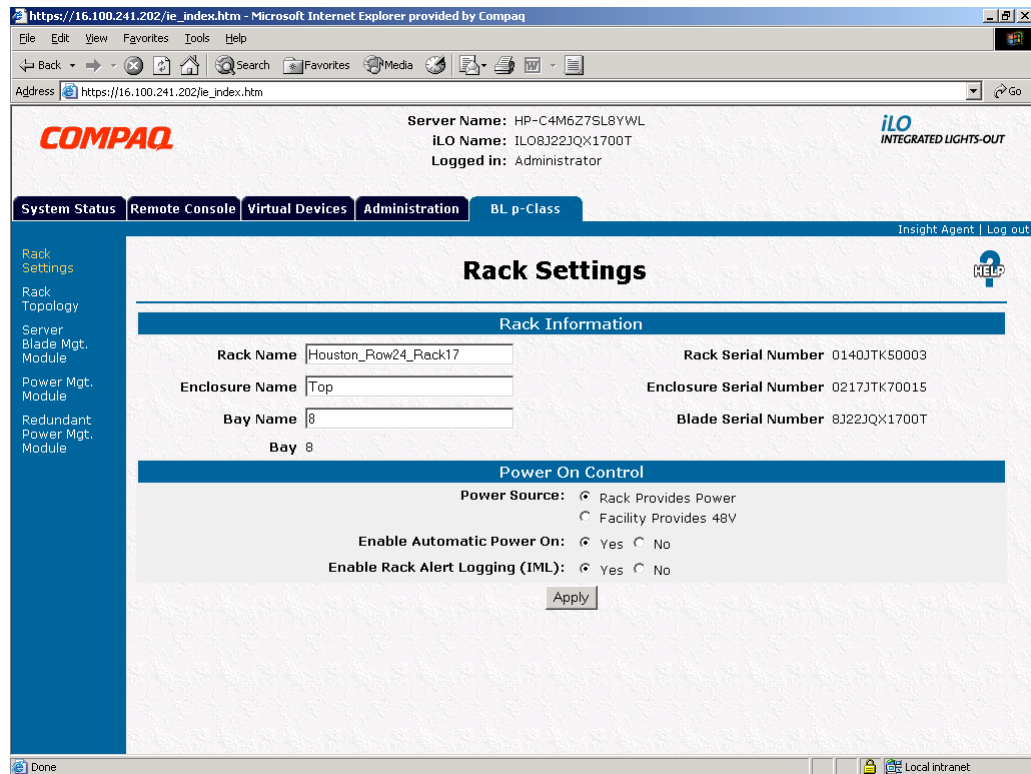 https://16.100.241.202/ie_index.htm - Microsoft Internet Explorer provided by Compaq
File Edit View Favorites Tools Help
Back Search Favorites Media
Address https://16.100.241.202/ie_index.htm Go
COMPAQ
Server Name: HP-C4M6Z7SL8YWL
iLO Name: ILO8J22JQX1700T
Logged in: Administrator
iLO
INTEGRATED LIGHTS-OUT
System Status Remote Console Virtual Devices Administration BL p-Class
Insight Agent | Log out
Rack
Settings
Rack
Topology
Server
Blade Mgt.
Module
Power Mgt.
Module
Redundant
Power Mgt.
Module
Rack Settings
HELP
Rack Information
Rack Name Houston_Row24_Rack17 Rack Serial Number 0140JTK50003
Enclosure Name Top Enclosure Serial Number 0217JTK70015
Bay Name 8 Blade Serial Number 8J22JQX1700T
Bay 8
Power On Control
Power Source: Rack Provides Power
Facility Provides 48V
Enable Automatic Power On: Yes No
Enable Rack Alert Logging (IML): Yes No
Apply
Done Local intranet